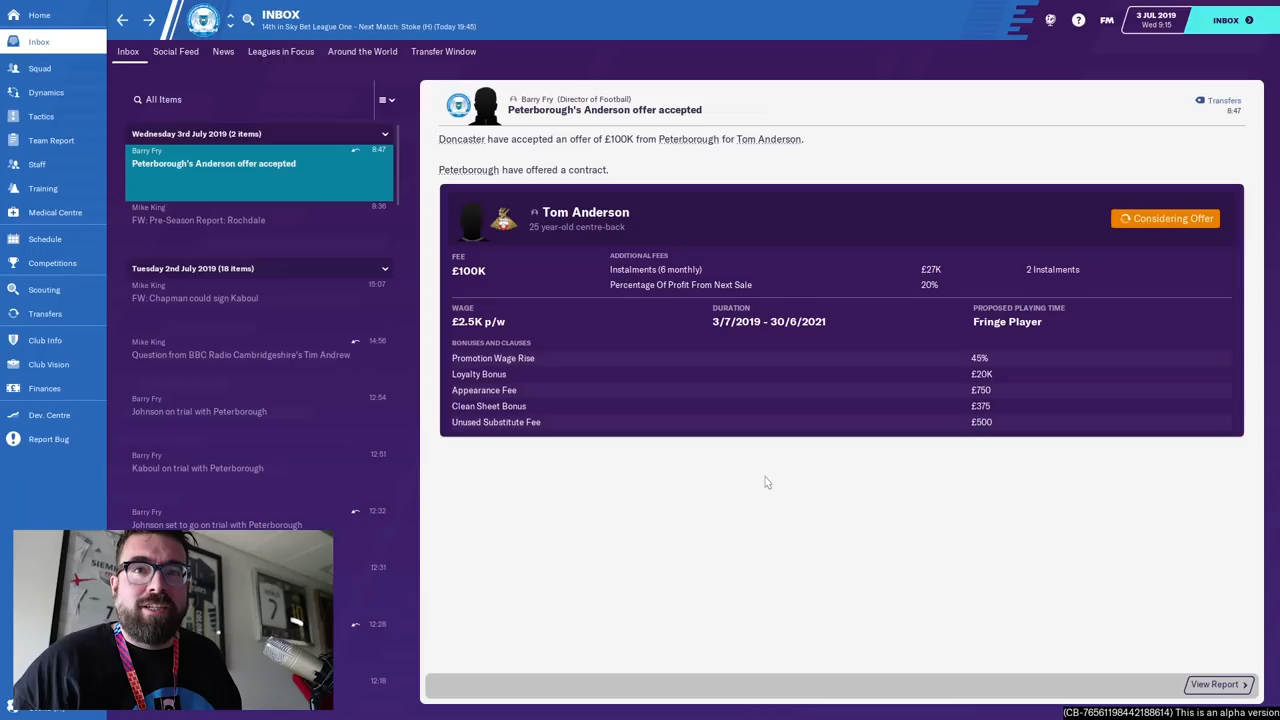 Home
Inbox
Squad
Dynamics
Tactics
Team Report
Staff
Training
Medical Centre
Schedule
Competitions
Scouting
Transfers
Club Info
Club Vision
Finances
Dev. Centre
Report Bug
INBOX
14th in Sky Bet League One - Next Match: Stoke (H) (Today 19:45)
FM
3 JUL 2019
Wed 9:15
INBOX
Inbox
Social Feed
News
Leagues in Focus
Around the World
Transfer Window
All Items
Wednesday 3rd July 2019 (2 items)
Barry Fry 8:47
Peterborough's Anderson offer accepted
Mike King 8:36
FW: Pre-Season Report: Rochdale
Tuesday 2nd July 2019 (18 items)
Mike King 15:07
FW: Chapman could sign Kaboul
Mike King 14:56
Question from BBC Radio Cambridgeshire's Tim Andrew
Barry Fry 12:54
Johnson on trial with Peterborough
Barry Fry 12:51
Kaboul on trial with Peterborough
Barry Fry 12:32
Johnson set to go on trial with Peterborough
12:31
12:28
12:18
Barry Fry (Director of Football)
Peterborough's Anderson offer accepted
Transfers
8:47
Doncaster have accepted an offer of £100K from Peterborough for Tom Anderson.
Peterborough have offered a contract.
Tom Anderson
25 year-old centre-back
Considering Offer
FEE
£100K
ADDITIONAL FEES
Instalments (6 monthly) £27K 2 Instalments
Percentage Of Profit From Next Sale 20%
WAGE
£2.5K p/w
DURATION
3/7/2019 - 30/6/2021
PROPOSED PLAYING TIME
Fringe Player
BONUSES AND CLAUSES
Promotion Wage Rise 45%
Loyalty Bonus £20K
Appearance Fee £750
Clean Sheet Bonus £375
Unused Substitute Fee £500
View Report
(CB-76561198442188614) This is an alpha version